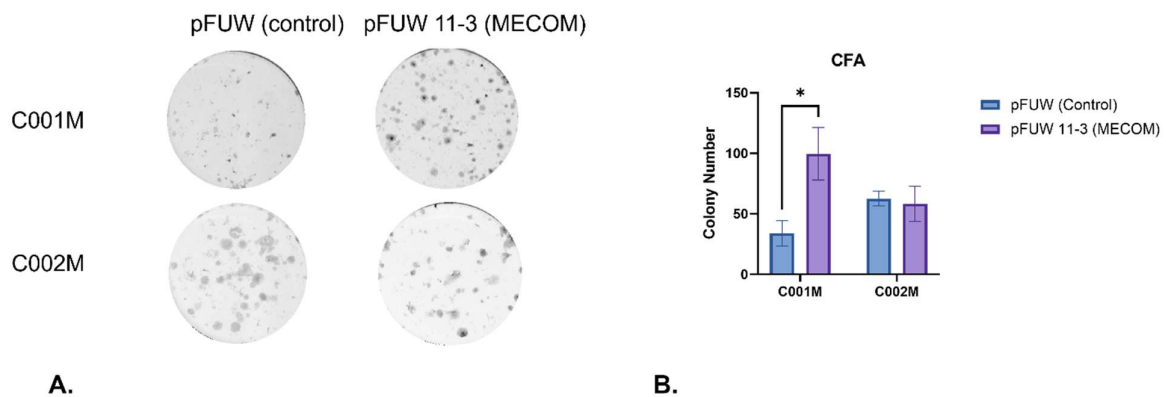 pFUW (control) pFUW 11-3 (MECOM)
C001M
C002M
A.
CFA
150
100
50
0
Colony Number
*
C001M C002M
pFUW (Control)
pFUW 11-3 (MECOM)
B.